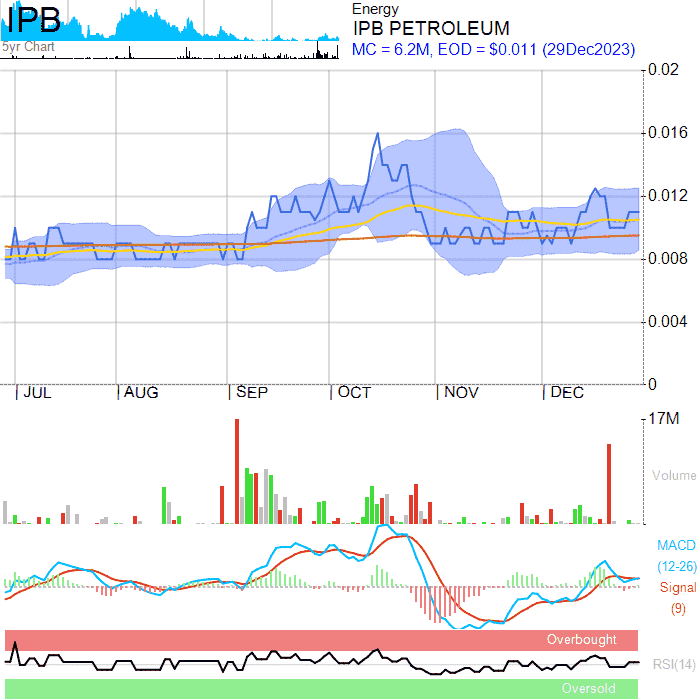 IPB
5yr Chart
Energy
IPB PETROLEUM
MC = 6.2M, EOD = $0.011 (29Dec2023)
0.02
0.016
0.012
0.008
0.004
0
JUL AUG SEP OCT NOV DEC
17M
Volume
MACD
(12-26)
Signal
(9)
Overbought
RSI(14)
Oversold